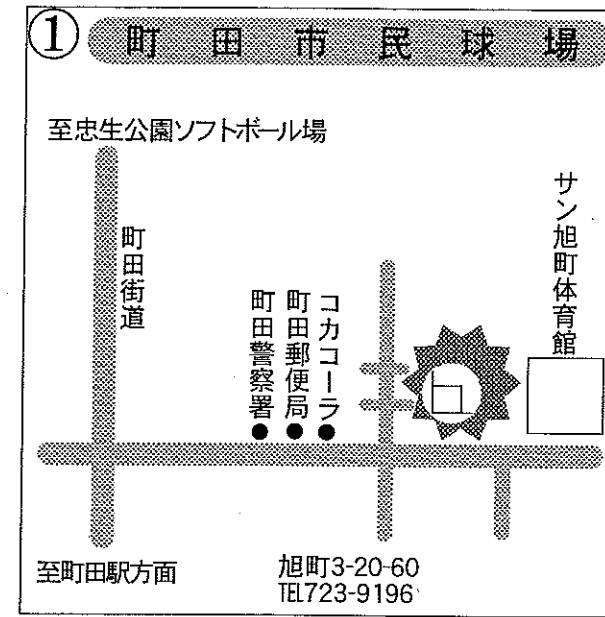 ① 町田市民球場
至忠生公園ソフトボール場
町田街道
町田警察署
町田郵便局
コカコーラ
サン旭町体育館
至町田駅方面
旭町3-20-60
TEL723-9196